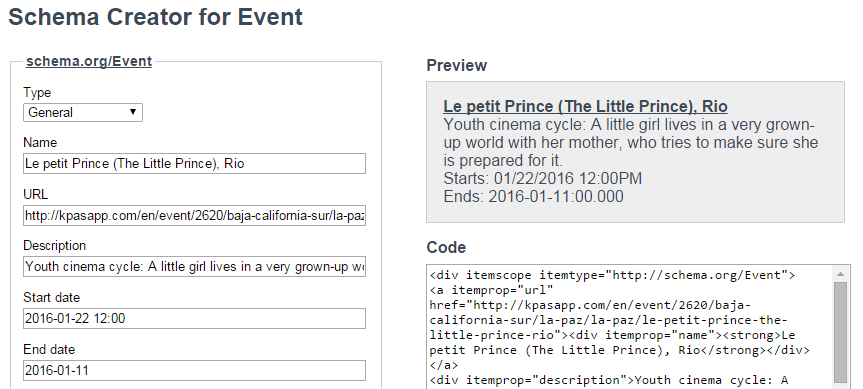 Schema Creator for Event
schema.org/Event
Type
General
Name
Le petit Prince (The Little Prince), Rio
URL
http://kpasapp.com/en/event/2620/baja-california-sur/la-paz
Description
Youth cinema cycle: A little girl lives in a very grown-up wo
Start date
2016-01-22 12:00
End date
2016-01-11
Preview
Le petit Prince (The Little Prince), Rio
Youth cinema cycle: A little girl lives in a very grown-
up world with her mother, who tries to make sure she
is prepared for it.
Starts: 01/22/2016 12:00PM
Ends: 2016-01-11:00.000
Code
<div itemscope itemtype="http://schema.org/Event">
<a itemprop="url"
href="http://kpasapp.com/en/event/2620/baja-
california-sur/la-paz/la-paz/le-petit-prince-the-
little-prince-rio"><div itemprop="name"><strong>Le
petit Prince (The Little Prince), Rio</strong></div>
</a>
<div itemprop="description">Youth cinema cycle: A